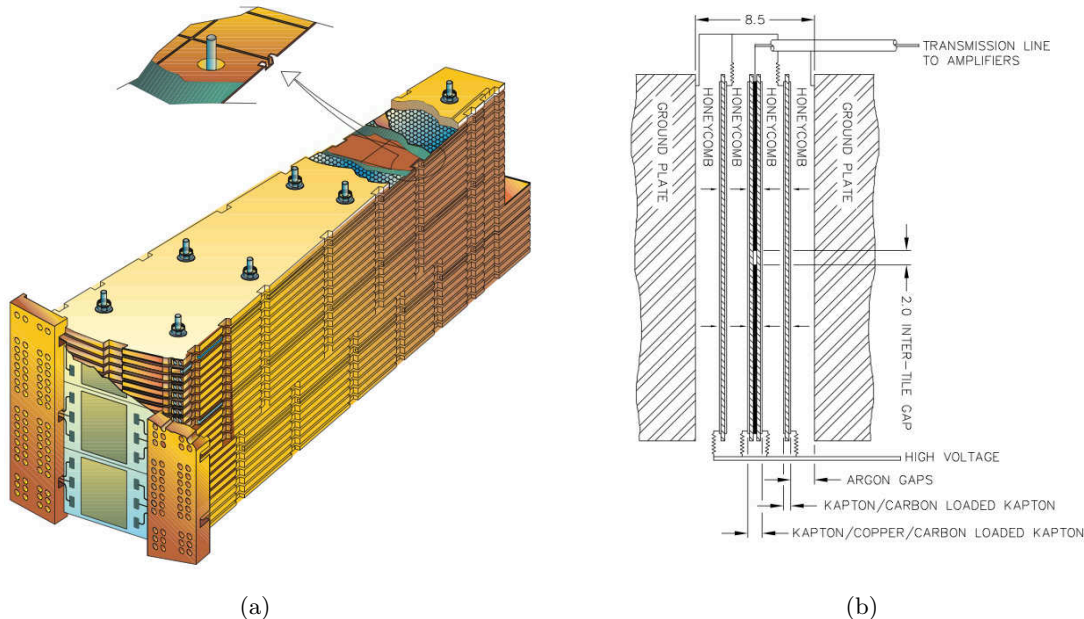 8.5
TRANSMISSION LINE
TO AMPLIFIERS
GROUND PLATE
HONEYCOMB
HONEYCOMB
HONEYCOMB
HONEYCOMB
GROUND PLATE
2.0 INTER-TILE GAP
HIGH VOLTAGE
ARGON GAPS
KAPTON/CARBON LOADED KAPTON
KAPTON/COPPER/CARBON LOADED KAPTON
(a)
(b)